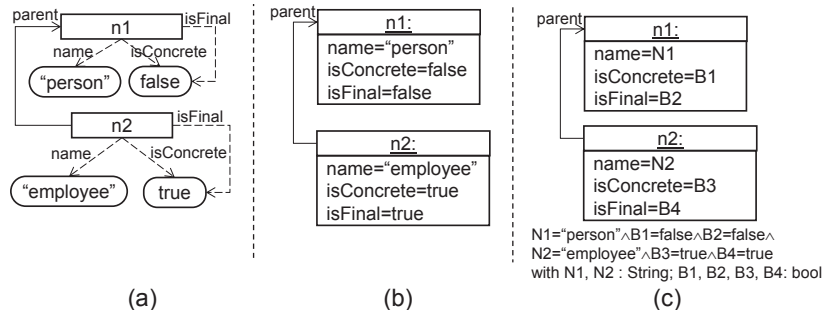 parent
n1
isFinal
name
isConcrete
“person”
false
n2
isFinal
name
isConcrete
“employee”
true
(a)
parent
n1:
name=“person”
isConcrete=false
isFinal=false
n2:
name=“employee”
isConcrete=true
isFinal=true
(b)
parent
n1:
name=N1
isConcrete=B1
isFinal=B2
n2:
name=N2
isConcrete=B3
isFinal=B4
N1=“person”∧B1=false∧B2=false∧
N2=“employee”∧B3=true∧B4=true
with N1, N2 : String; B1, B2, B3, B4: bool
(c)